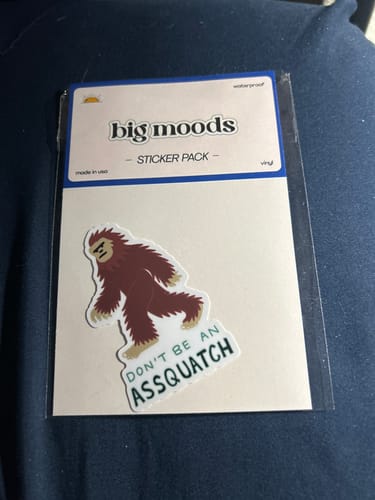 waterproof
big moods
– STICKER PACK –
made in usa
vinyl
DON'T BE AN
ASSQUATCH